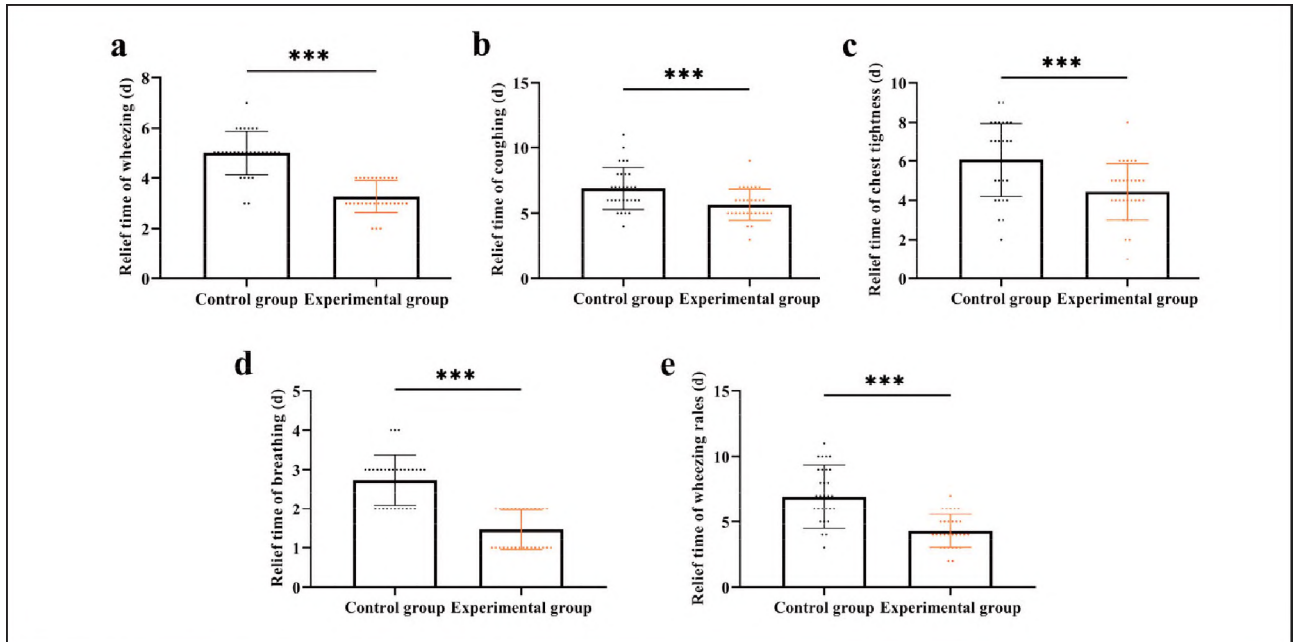 a
***
Relief time of wheezing (d)
8
6
4
2
0
Control group Experimental group
b
***
Relief time of coughing (d)
15
10
5
0
Control group Experimental group
c
***
Relief time of chest tightness (d)
10
8
6
4
2
0
Control group Experimental group
d
***
Relief time of breathing (d)
5
4
3
2
1
0
Control group Experimental group
e
***
Relief time of wheezing rales (d)
15
10
5
0
Control group Experimental group